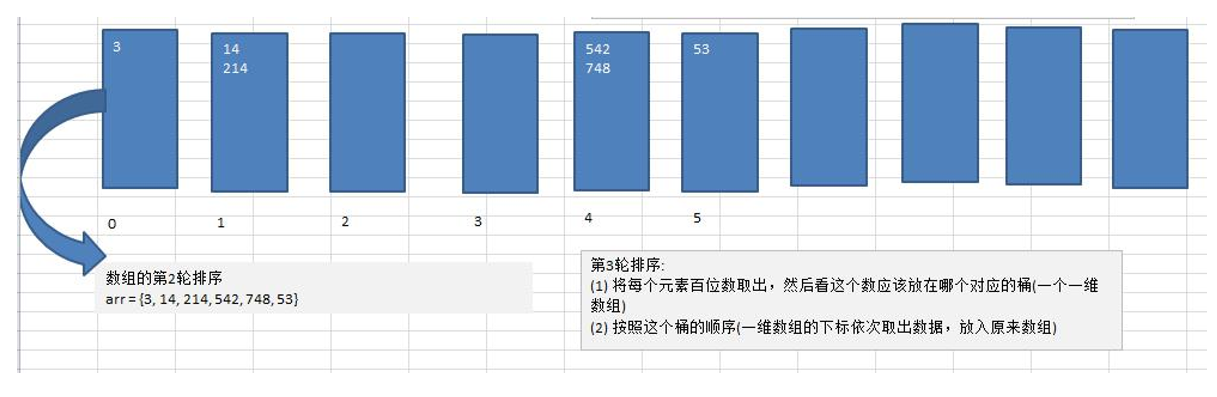 3
14
214
542
748
53
0
1
2
3
4
5
数组的第2轮排序
arr = {3, 14, 214, 542, 748, 53}
第3轮排序:
(1) 将每个元素百位数取出，然后看这个数应该放在哪个对应的桶(一个一维
数组)
(2) 按照这个桶的顺序(一维数组的下标依次取出数据，放入原来数组)